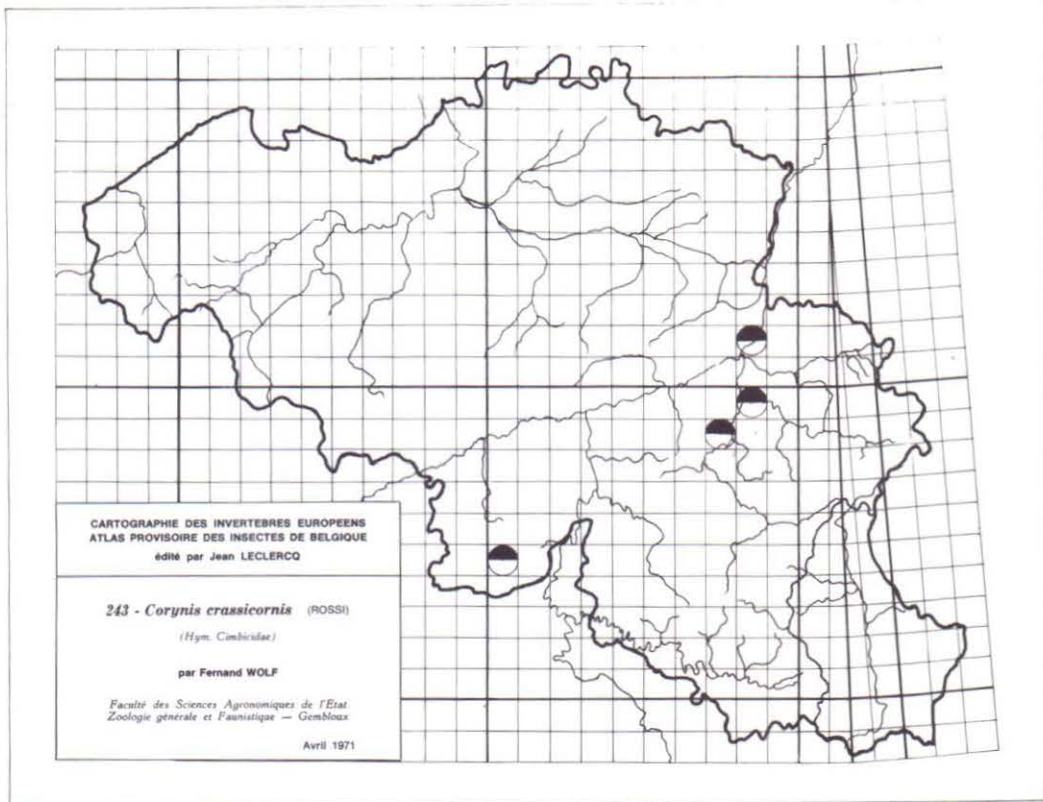 CARTOGRAPHIE DES INVERTEBRES EUROPEENS
ATLAS PROVISOIRE DES INSECTES DE BELGIQUE
édité par Jean LECLERCQ
243 - Corynis crassicornis (ROSSI)
(Hym. Cimbicidae)
par Fernand WOLF
Faculté des Sciences Agronomiques de l'Etat
Zoologie générale et Faunistique — Gembloux
Avril 1971